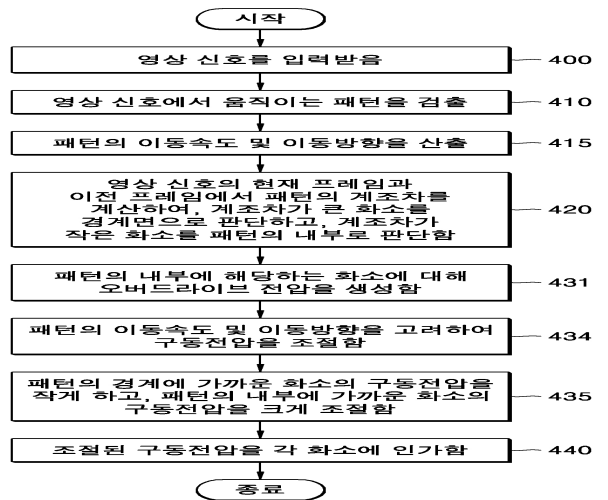 시작
영상 신호를 입력받음
400
영상 신호에서 움직이는 패턴을 검출
410
패턴의 이동속도 및 이동방향을 산출
415
영상 신호의 현재 프레임과
이전 프레임에서 패턴의 계조차를
계산하여, 계조차가 큰 화소를
경계면으로 판단하고, 계조차가
작은 화소를 패턴의 내부로 판단함
420
패턴의 내부에 해당하는 화소에 대해
오버드라이브 전압을 생성함
431
패턴의 이동속도 및 이동방향을 고려하여
구동전압을 조절함
434
패턴의 경계에 가까운 화소의 구동전압을
작게 하고, 패턴의 내부에 가까운 화소의
구동전압을 크게 조절함
435
조절된 구동전압을 각 화소에 인가함
440
종료